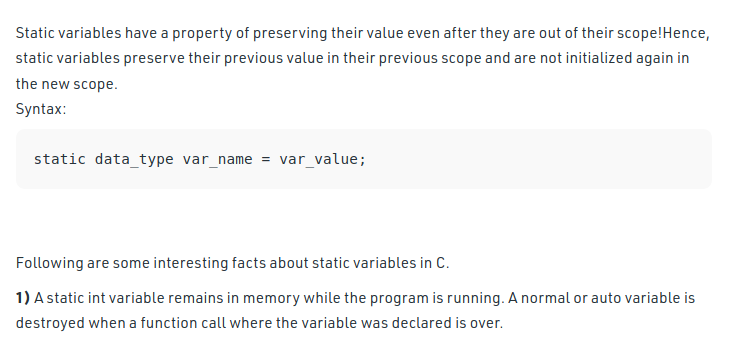 Static variables have a property of preserving their value even after they are out of their scope!Hence,
static variables preserve their previous value in their previous scope and are not initialized again in
the new scope.
Syntax:
static data_type var_name = var_value;
Following are some interesting facts about static variables in C.
1) A static int variable remains in memory while the program is running. A normal or auto variable is
destroyed when a function call where the variable was declared is over.